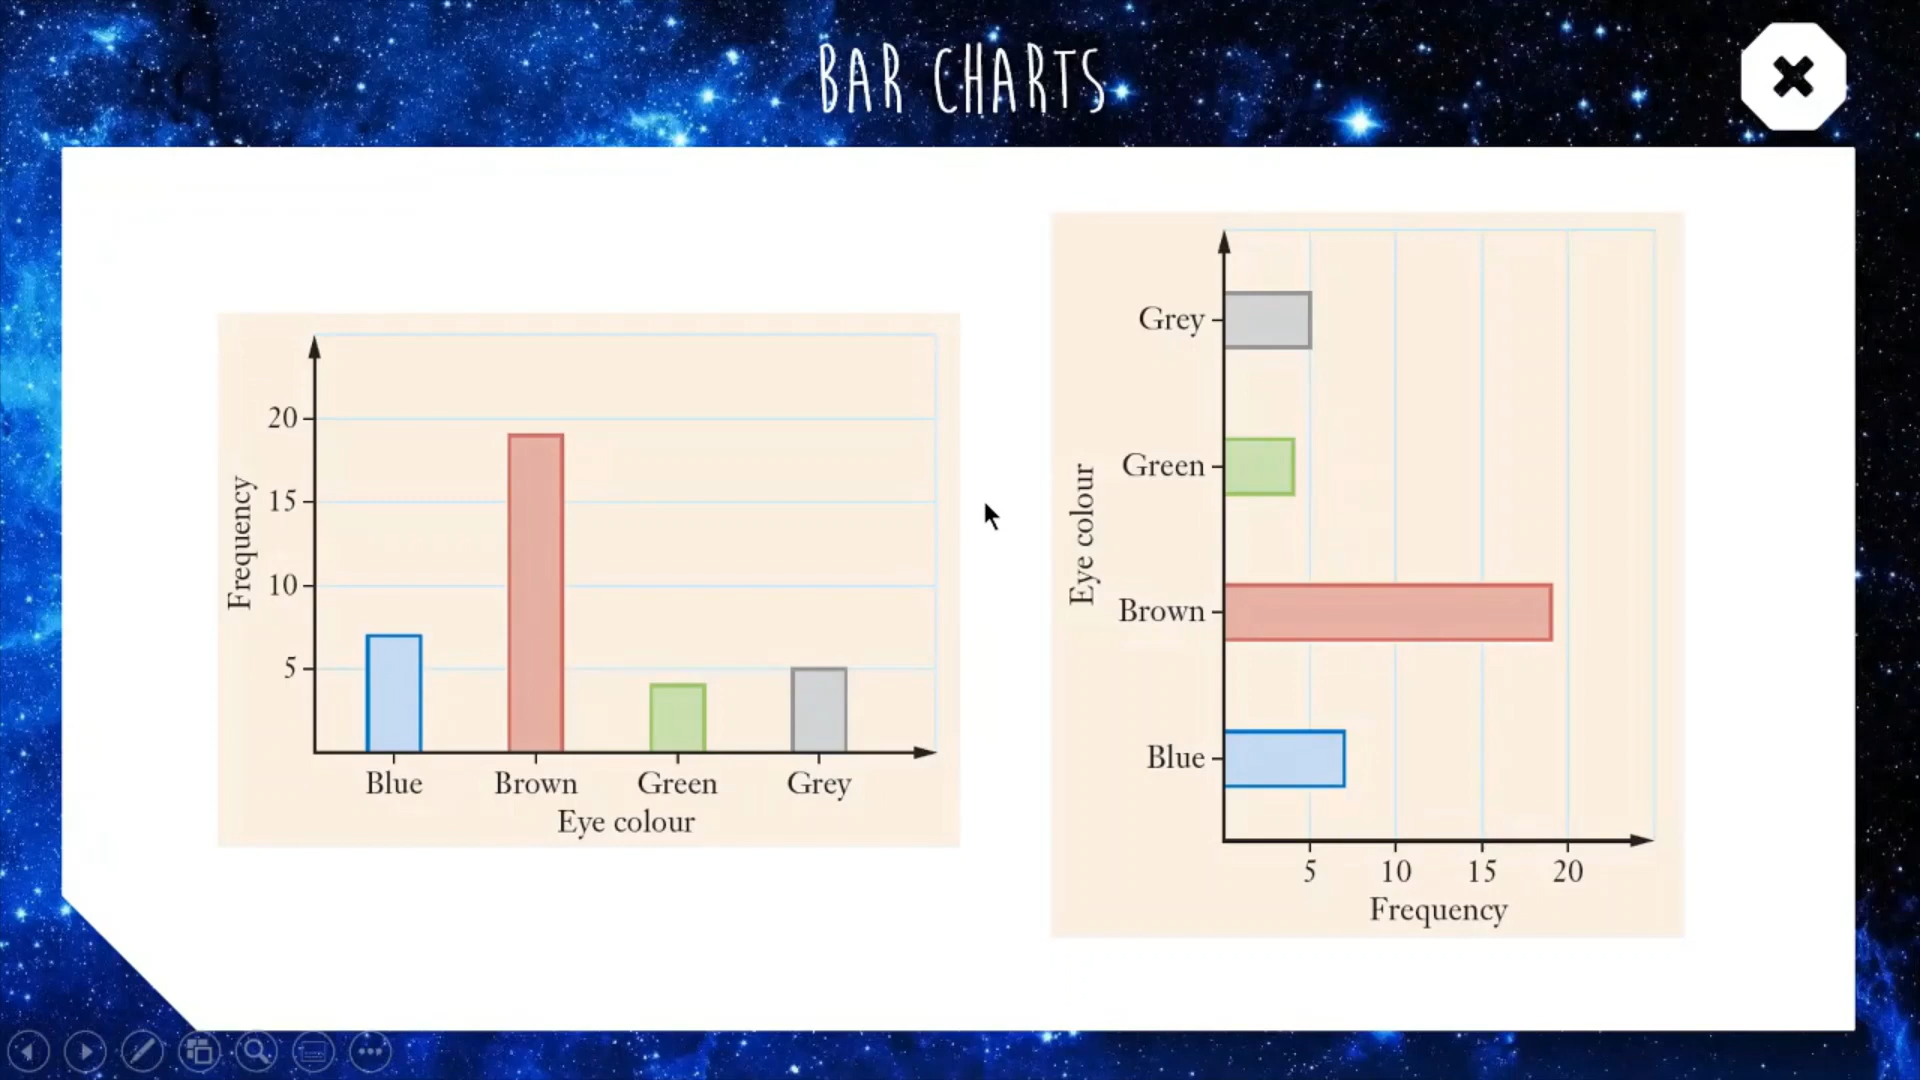 BAR CHARTS
20
15
10
5
Frequency
Blue Brown Green Grey
Eye colour
Grey
Green
Brown
Blue
Eye colour
5 10 15 20
Frequency